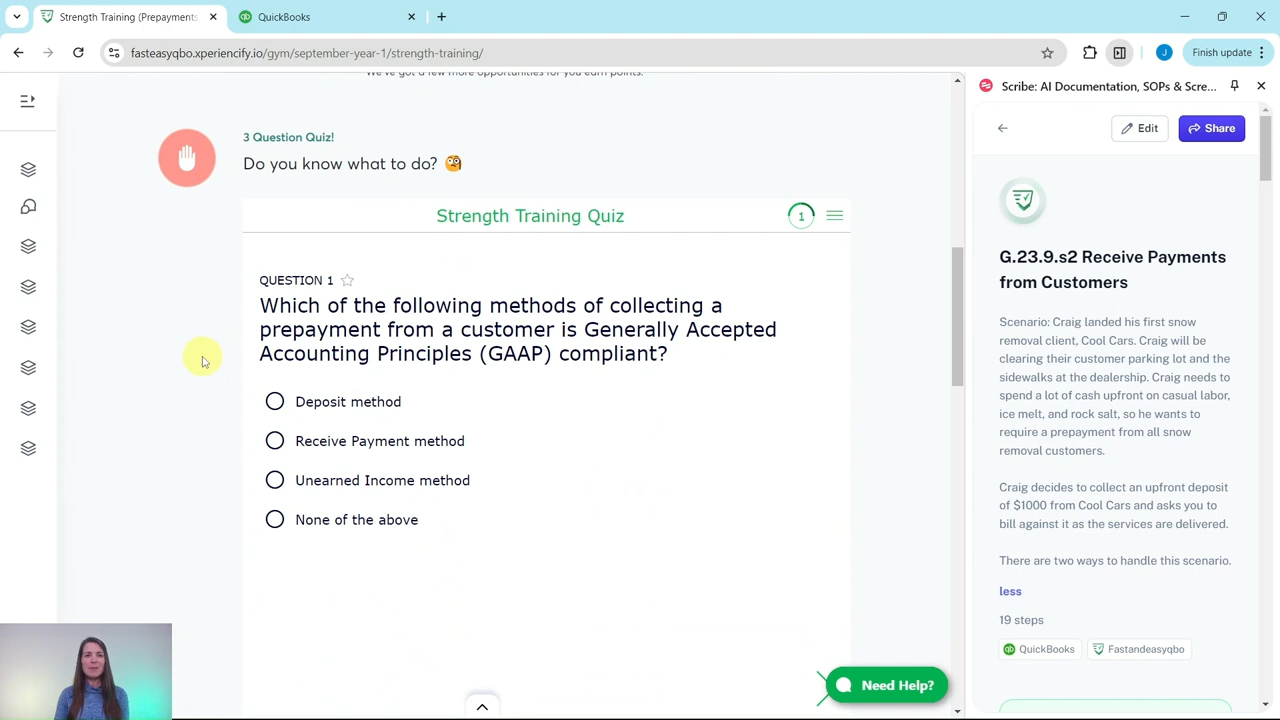 Strength Training (Prepayments
QuickBooks
fasteasyqbo.xperiencify.io/gym/september-year-1/strength-training/
J
Finish update
We've got a few more opportunities for you earn points.
3 Question Quiz!
Do you know what to do? 🧐
Strength Training Quiz
1
QUESTION 1
Which of the following methods of collecting a
prepayment from a customer is Generally Accepted
Accounting Principles (GAAP) compliant?
Deposit method
Receive Payment method
Unearned Income method
None of the above
Need Help?
Scribe: AI Documentation, SOPs & Scre...
Edit
Share
G.23.9.s2 Receive Payments
from Customers
Scenario: Craig landed his first snow
removal client, Cool Cars. Craig will be
clearing their customer parking lot and the
sidewalks at the dealership. Craig needs to
spend a lot of cash upfront on casual labor,
ice melt, and rock salt, so he wants to
require a prepayment from all snow
removal customers.
Craig decides to collect an upfront deposit
of $1000 from Cool Cars and asks you to
bill against it as the services are delivered.
There are two ways to handle this scenario.
less
19 steps
QuickBooks
Fastandeasyqbo